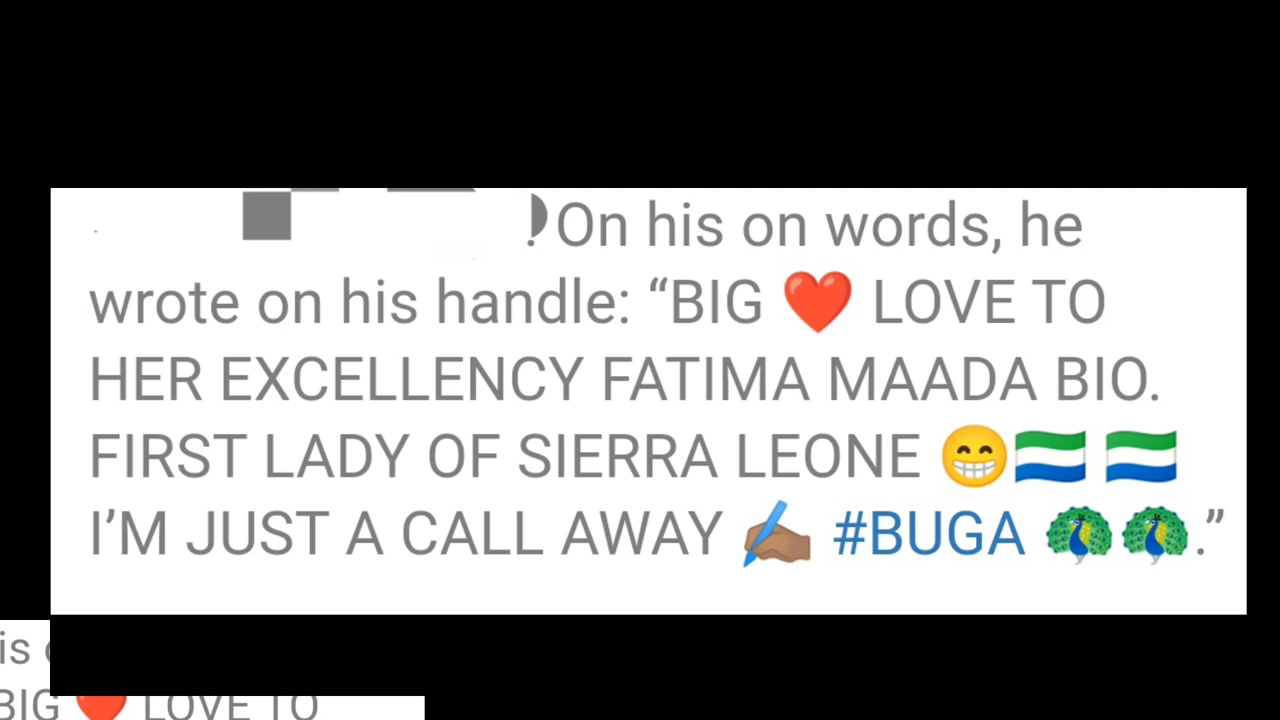 On his on words, he
wrote on his handle: “BIG ❤️ LOVE TO
HER EXCELLENCY FATIMA MAADA BIO.
FIRST LADY OF SIERRA LEONE 😁🇸🇱 🇸🇱
I’M JUST A CALL AWAY ✍🏽 #BUGA 🦚🦚.”
is
BIG ❤️ LOVE TO